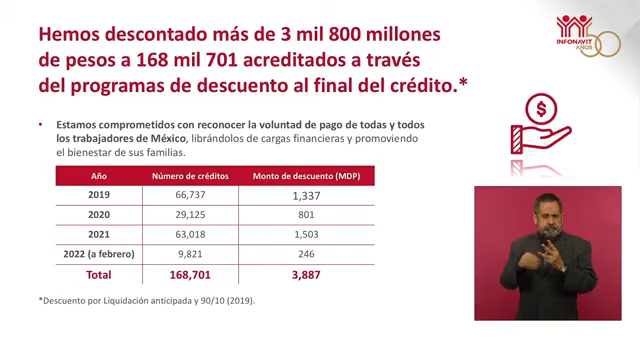 Hemos descontado más de 3 mil 800 millones
de pesos a 168 mil 701 acreditados a través
del programas de descuento al final del crédito.*
INFONAVIT
50
AÑOS
$
• Estamos comprometidos con reconocer la voluntad de pago de todas y todos
los trabajadores de México, librándolos de cargas financieras y promoviendo
el bienestar de sus familias.
Año Número de créditos Monto de descuento (MDP)
2019 66,737 1,337
2020 29,125 801
2021 63,018 1,503
2022 (a febrero) 9,821 246
Total 168,701 3,887
*Descuento por Liquidación anticipada y 90/10 (2019).